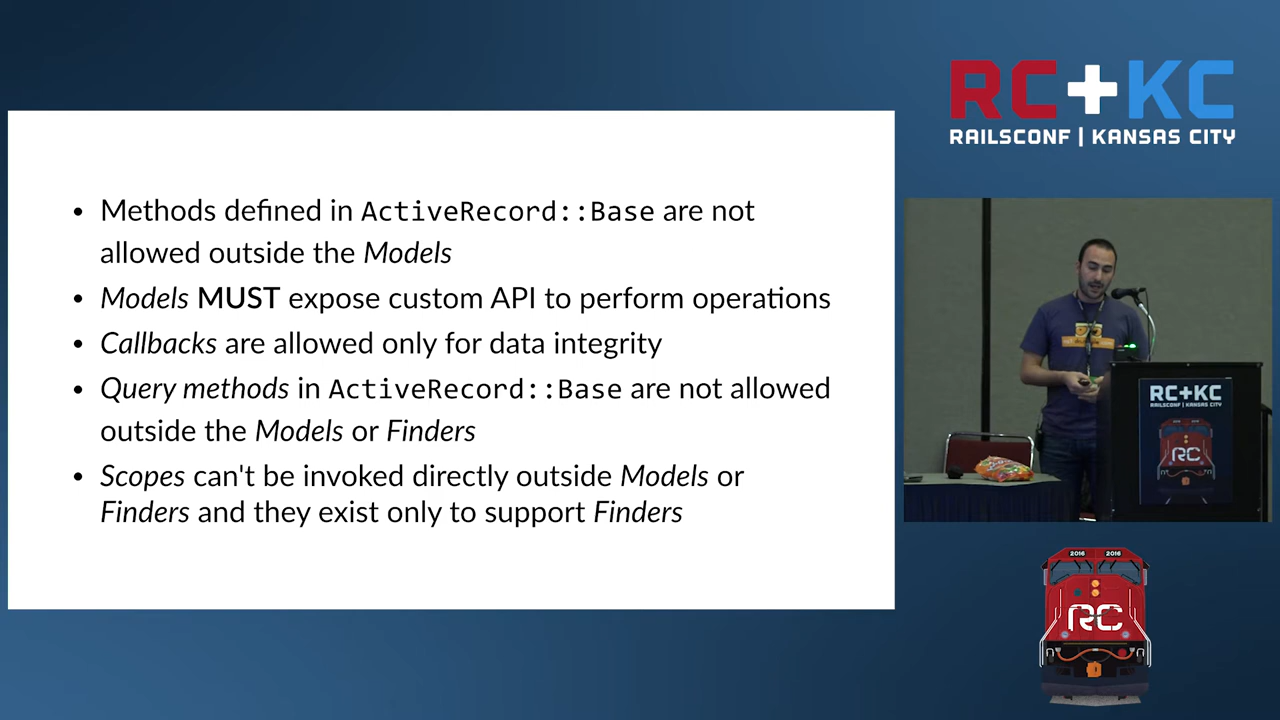 RC+KC
RAILSCONF | KANSAS CITY
• Methods defined in ActiveRecord::Base are not
allowed outside the Models
• Models MUST expose custom API to perform operations
• Callbacks are allowed only for data integrity
• Query methods in ActiveRecord::Base are not allowed
outside the Models or Finders
• Scopes can't be invoked directly outside Models or
Finders and they exist only to support Finders
RC+KC
RAILSCONF | KANSAS CITY
RC
2016 2016
RC